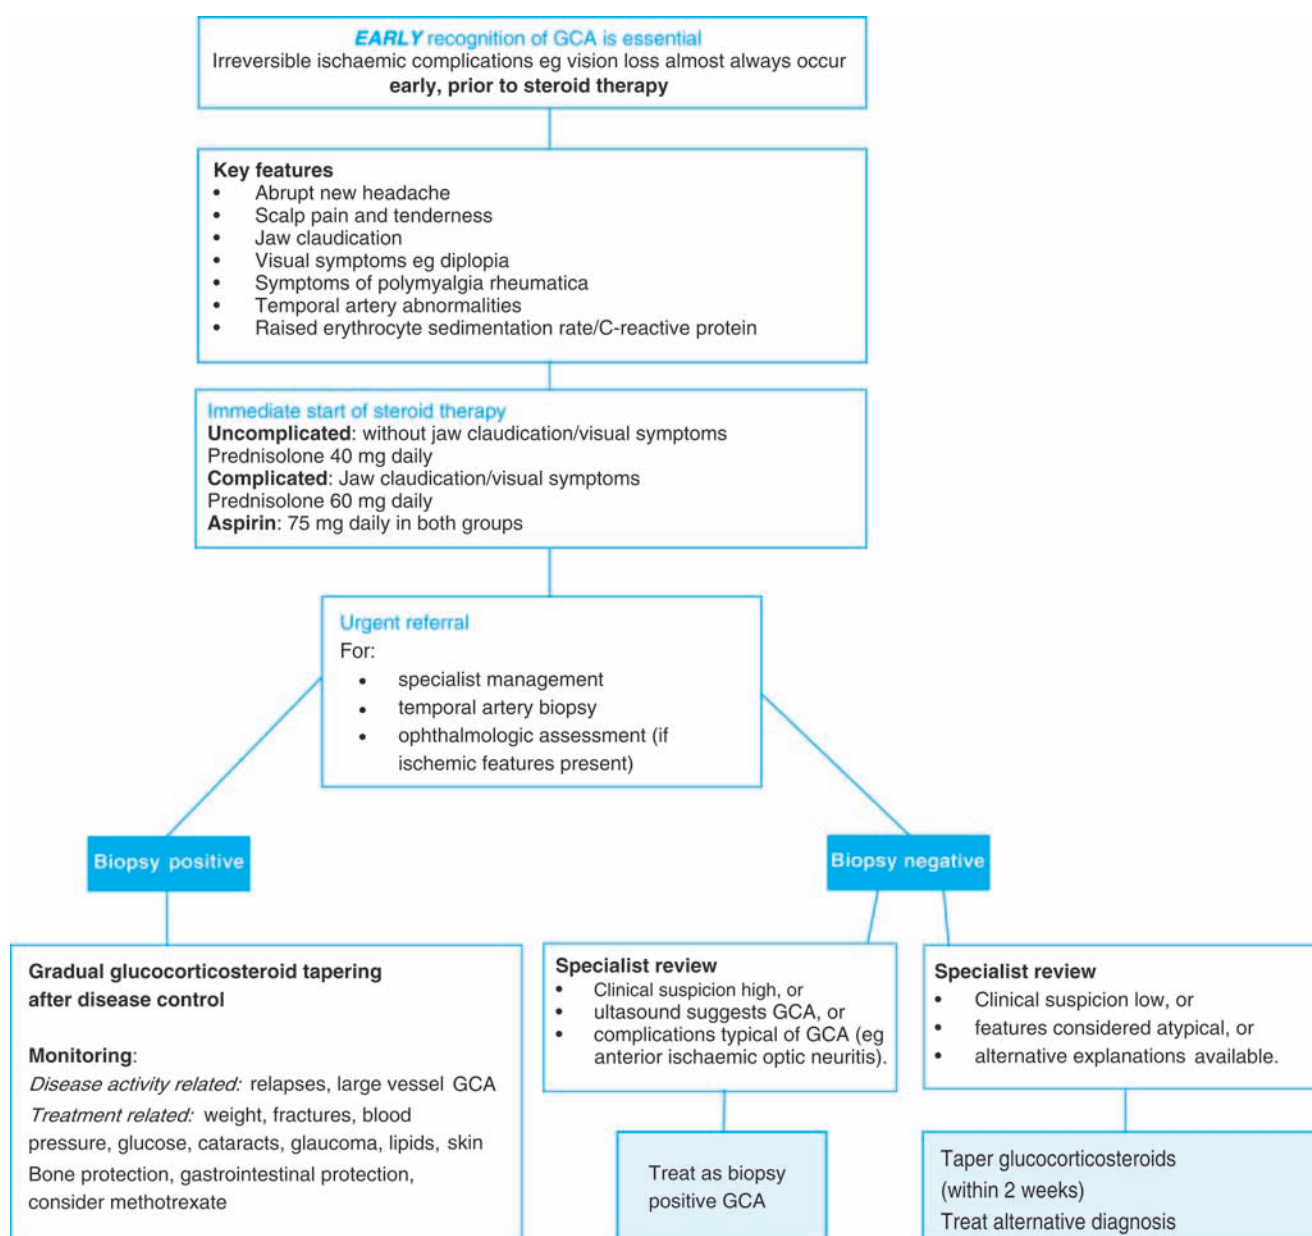 EARLY recognition of GCA is essential
Irreversible ischaemic complications eg vision loss almost always occur
early, prior to steroid therapy
Key features
• Abrupt new headache
• Scalp pain and tenderness
• Jaw claudication
• Visual symptoms eg diplopia
• Symptoms of polymyalgia rheumatica
• Temporal artery abnormalities
• Raised erythrocyte sedimentation rate/C-reactive protein
Immediate start of steroid therapy
Uncomplicated: without jaw claudication/visual symptoms
Prednisolone 40 mg daily
Complicated: Jaw claudication/visual symptoms
Prednisolone 60 mg daily
Aspirin: 75 mg daily in both groups
Urgent referral
For:
• specialist management
• temporal artery biopsy
• ophthalmologic assessment (if
ischemic features present)
Biopsy positive
Biopsy negative
Gradual glucocorticosteroid tapering
after disease control
Monitoring:
Disease activity related: relapses, large vessel GCA
Treatment related: weight, fractures, blood
pressure, glucose, cataracts, glaucoma, lipids, skin
Bone protection, gastrointestinal protection,
consider methotrexate
Specialist review
• Clinical suspicion high, or
• ultasound suggests GCA, or
• complications typical of GCA (eg
anterior ischaemic optic neuritis).
Treat as biopsy
positive GCA
Specialist review
• Clinical suspicion low, or
• features considered atypical, or
• alternative explanations available.
Taper glucocorticosteroids
(within 2 weeks)
Treat alternative diagnosis